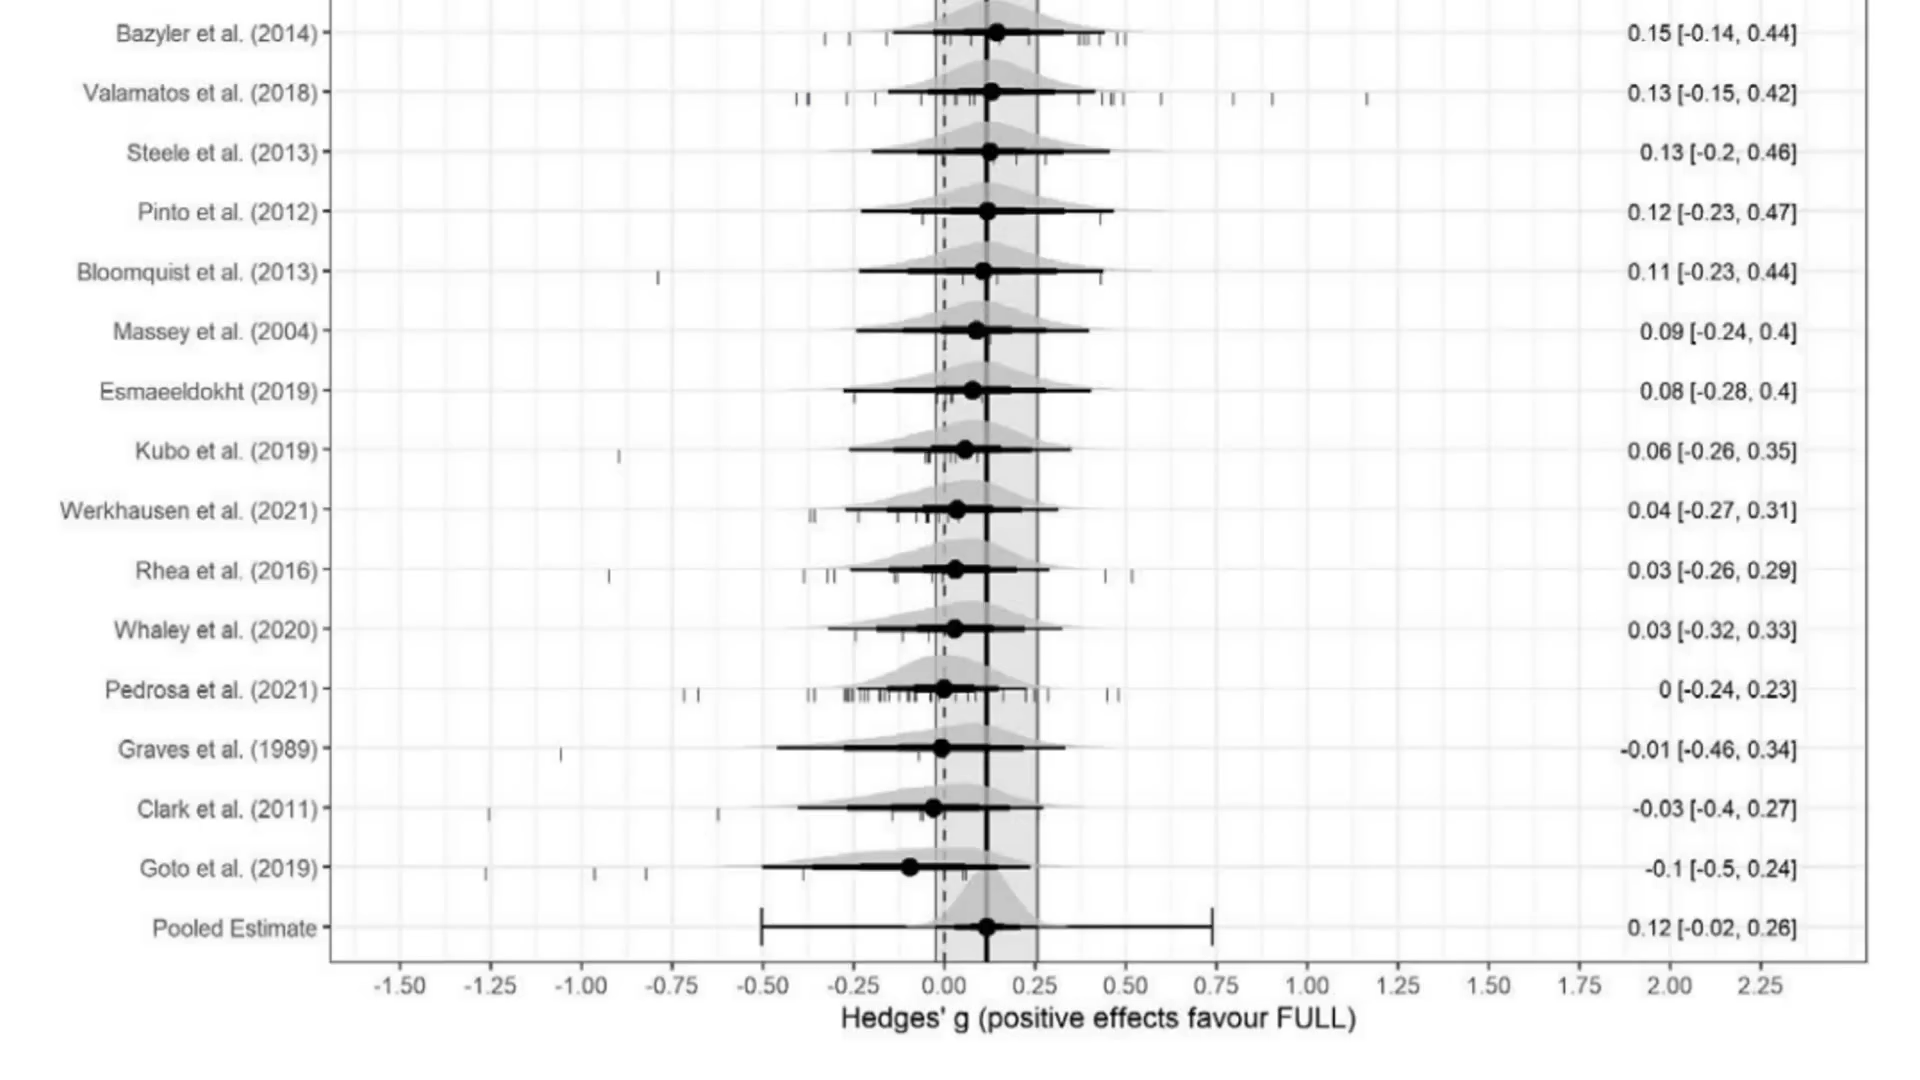 Bazyler et al. (2014) 0.15 [-0.14, 0.44]
Valamatos et al. (2018) 0.13 [-0.15, 0.42]
Steele et al. (2013) 0.13 [-0.2, 0.46]
Pinto et al. (2012) 0.12 [-0.23, 0.47]
Bloomquist et al. (2013) 0.11 [-0.23, 0.44]
Massey et al. (2004) 0.09 [-0.24, 0.4]
Esmaeeldokht (2019) 0.08 [-0.28, 0.4]
Kubo et al. (2019) 0.06 [-0.26, 0.35]
Werkhausen et al. (2021) 0.04 [-0.27, 0.31]
Rhea et al. (2016) 0.03 [-0.26, 0.29]
Whaley et al. (2020) 0.03 [-0.32, 0.33]
Pedrosa et al. (2021) 0 [-0.24, 0.23]
Graves et al. (1989) -0.01 [-0.46, 0.34]
Clark et al. (2011) -0.03 [-0.4, 0.27]
Goto et al. (2019) -0.1 [-0.5, 0.24]
Pooled Estimate 0.12 [-0.02, 0.26]
-1.50 -1.25 -1.00 -0.75 -0.50 -0.25 0.00 0.25 0.50 0.75 1.00 1.25 1.50 1.75 2.00 2.25
Hedges' g (positive effects favour FULL)